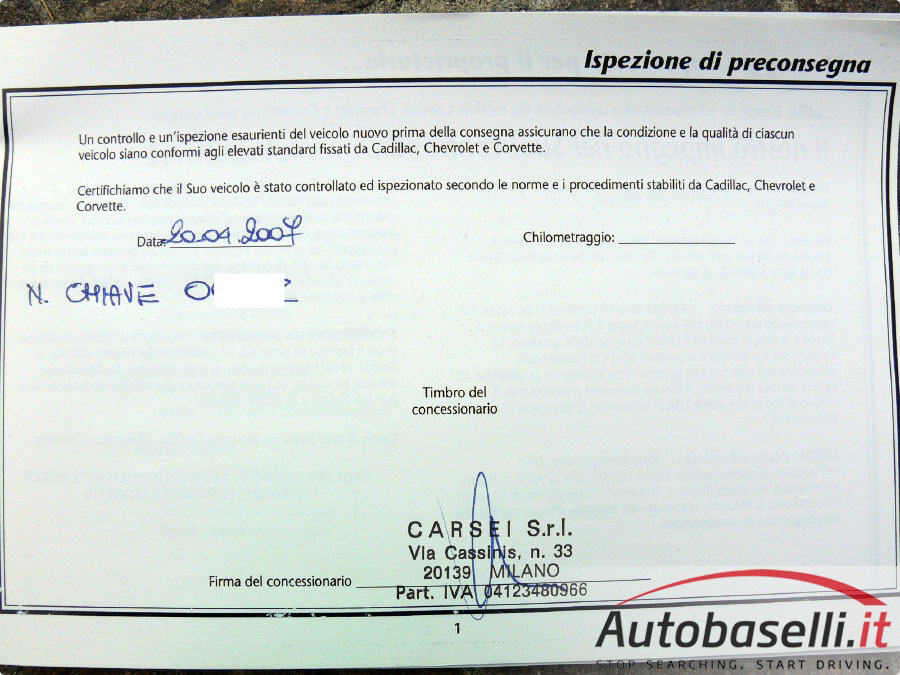 Ispezione di preconsegna
Un controllo e un'ispezione esaurienti del veicolo nuovo prima della consegna assicurano che la condizione e la qualità di ciascun
veicolo siano conformi agli elevati standard fissati da Cadillac, Chevrolet e Corvette.
Certifichiamo che il Suo veicolo è stato controllato ed ispezionato secondo le norme e i procedimenti stabiliti da Cadillac, Chevrolet e
Corvette.
Data: 20.04.2007
Chilometraggio:
N. CHIAVE
Timbro del
concessionario
CARSEI S.r.l.
Via Cassinis, n. 33
20139 MILANO
Firma del concessionario
Part. IVA 04123480966
1
Autobaselli.it
STOP SEARCHING. START DRIVING.